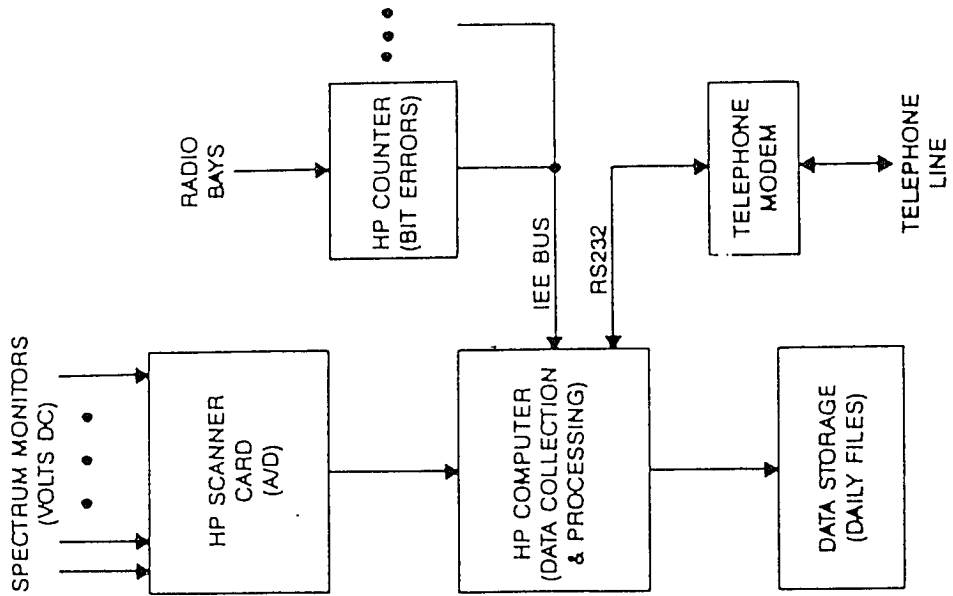 SPECTRUM MONITORS
(VOLTS DC)
HP SCANNER
CARD
(A/D)
HP COMPUTER
(DATA COLLECTION
& PROCESSING)
DATA STORAGE
(DAILY FILES)
RADIO
BAYS
HP COUNTER
(BIT ERRORS)
IEE BUS
RS232
TELEPHONE
MODEM
TELEPHONE
LINE